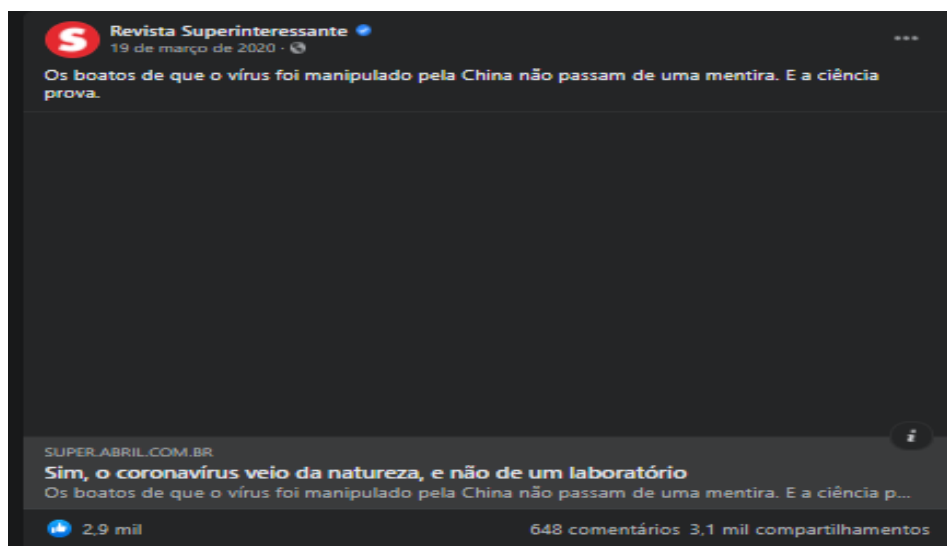 S
Revista Superinteressante
19 de março de 2020 ·
Os boatos de que o vírus foi manipulado pela China não passam de uma mentira. E a ciência
prova.
i
SUPER.ABRIL.COM.BR
Sim, o coronavírus veio da natureza, e não de um laboratório
Os boatos de que o vírus foi manipulado pela China não passam de uma mentira. E a ciência p...
2,9 mil 648 comentários 3,1 mil compartilhamentos